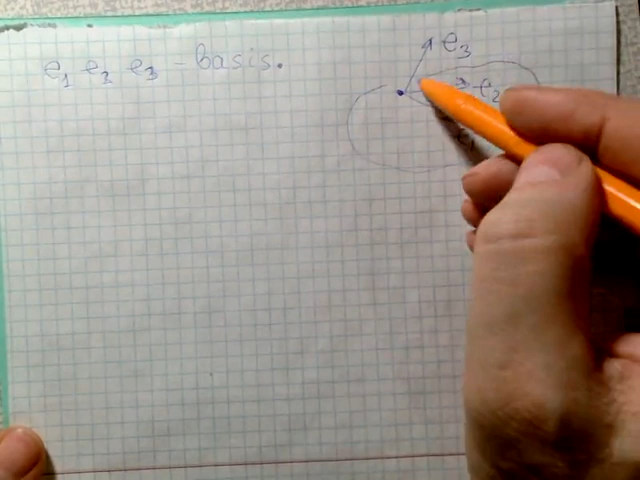 e₁ e₂ e₃ - basis.
e₃
e₂